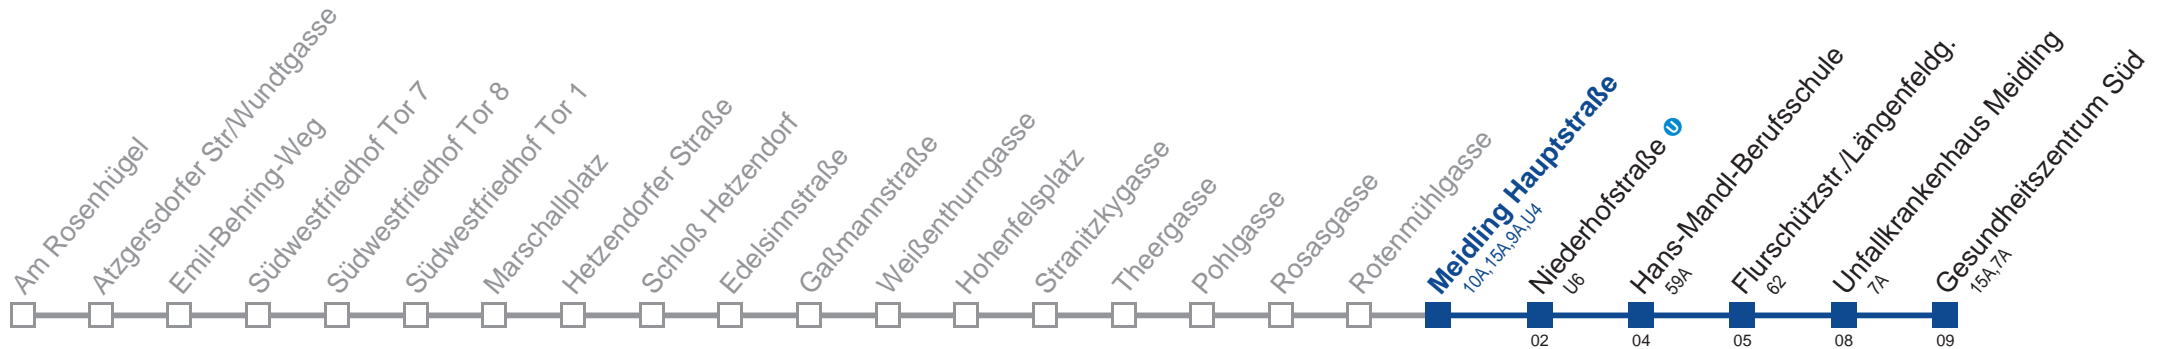 Am Rosenhügel
Atzgersdorfer Str/Wundtgasse
Emil-Behring-Weg
Südwestfriedhof Tor 7
Südwestfriedhof Tor 8
Südwestfriedhof Tor 1
Marschallplatz
Hetzendorfer Straße
Schloß Hetzendorf
Edelsinnstraße
Gaßmannstraße
Weißenthurngasse
Hohenfelsplatz
Stranitzkygasse
Theergasse
Pohlgasse
Rosasgasse
Rotenmühlgasse
Meidling Hauptstraße
10A,15A,9A,U4
Niederhofstraße U
U6
02
Hans-Mandl-Berufsschule
59A
04
Flurschützstr./Längenfeldg.
62
05
Unfallkrankenhaus Meidling
7A
08
Gesundheitszentrum Süd
15A,7A
09